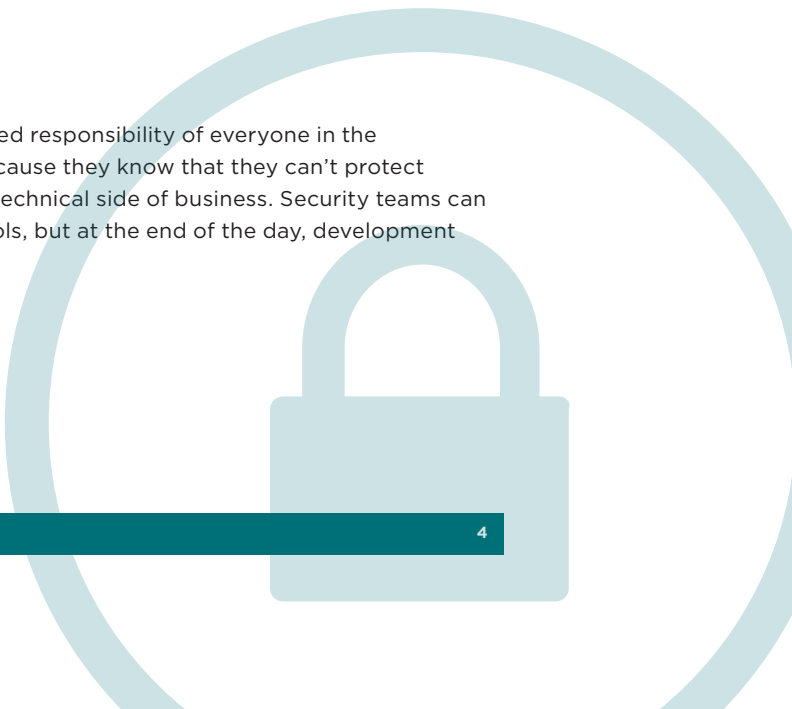 ed responsibility of everyone in the
cause they know that they can’t protect
echnical side of business. Security teams can
ols, but at the end of the day, development
4